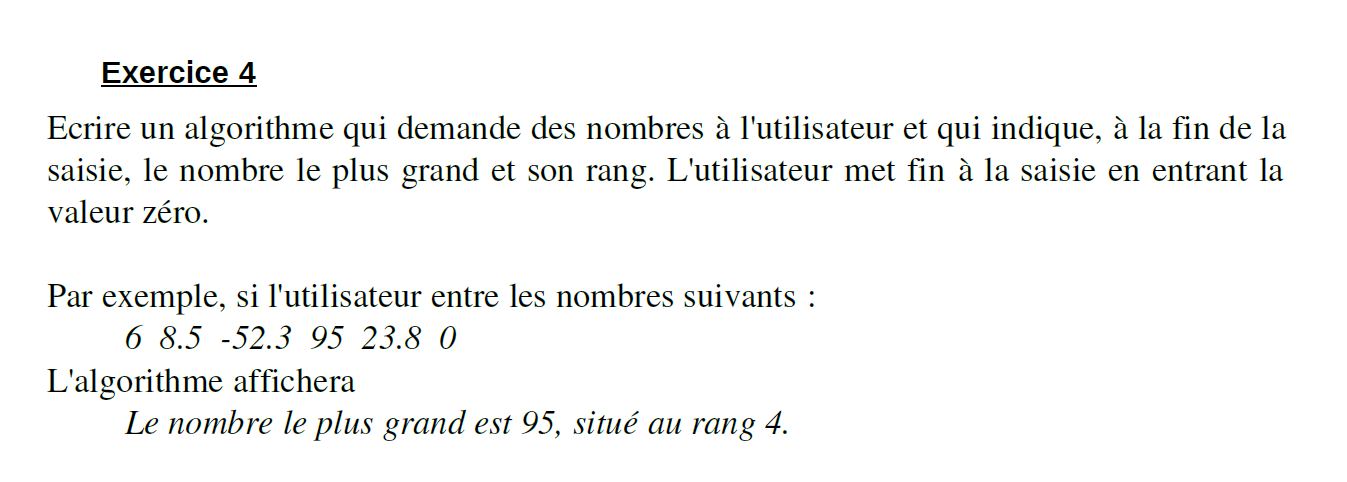 Exercice 4
Ecrire un algorithme qui demande des nombres à l'utilisateur et qui indique, à la fin de la
saisie, le nombre le plus grand et son rang. L'utilisateur met fin à la saisie en entrant la
valeur zéro.
Par exemple, si l'utilisateur entre les nombres suivants :
6 8.5 -52.3 95 23.8 0
L'algorithme affichera
Le nombre le plus grand est 95, situé au rang 4.